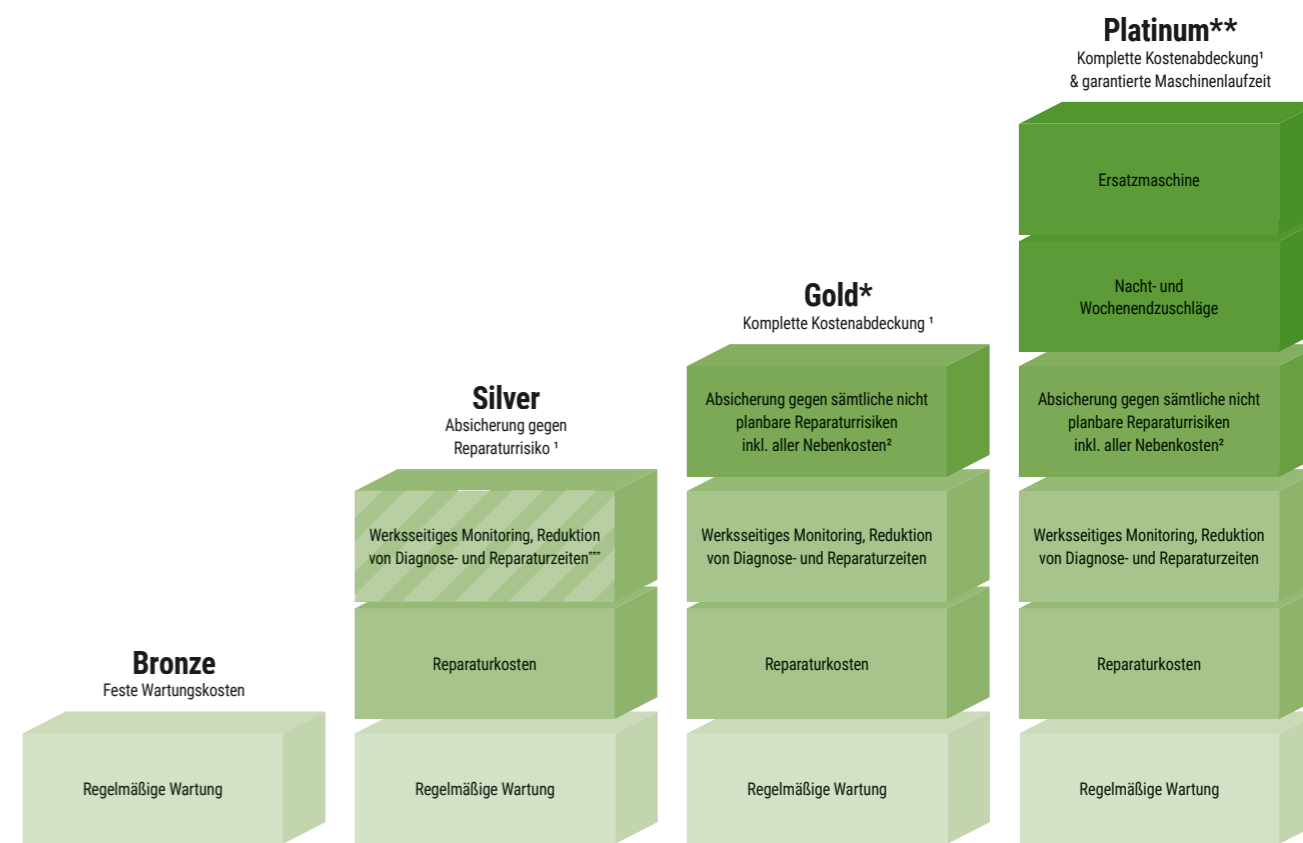 Bronze
Feste Wartungskosten
Regelmäßige Wartung
Silver
Absicherung gegen
Reparaturrisiko ¹
Werksseitiges Monitoring, Reduktion
von Diagnose- und Reparaturzeiten***
Reparaturkosten
Regelmäßige Wartung
Gold*
Komplette Kostenabdeckung ¹
Absicherung gegen sämtliche nicht
planbare Reparaturrisiken
inkl. aller Nebenkosten²
Werksseitiges Monitoring, Reduktion
von Diagnose- und Reparaturzeiten
Reparaturkosten
Regelmäßige Wartung
Platinum**
Komplette Kostenabdeckung¹
& garantierte Maschinenlaufzeit
Ersatzmaschine
Nacht- und
Wochenendzuschläge
Absicherung gegen sämtliche nicht
planbare Reparaturrisiken
inkl. aller Nebenkosten²
Werksseitiges Monitoring, Reduktion
von Diagnose- und Reparaturzeiten
Reparaturkosten
Regelmäßige Wartung